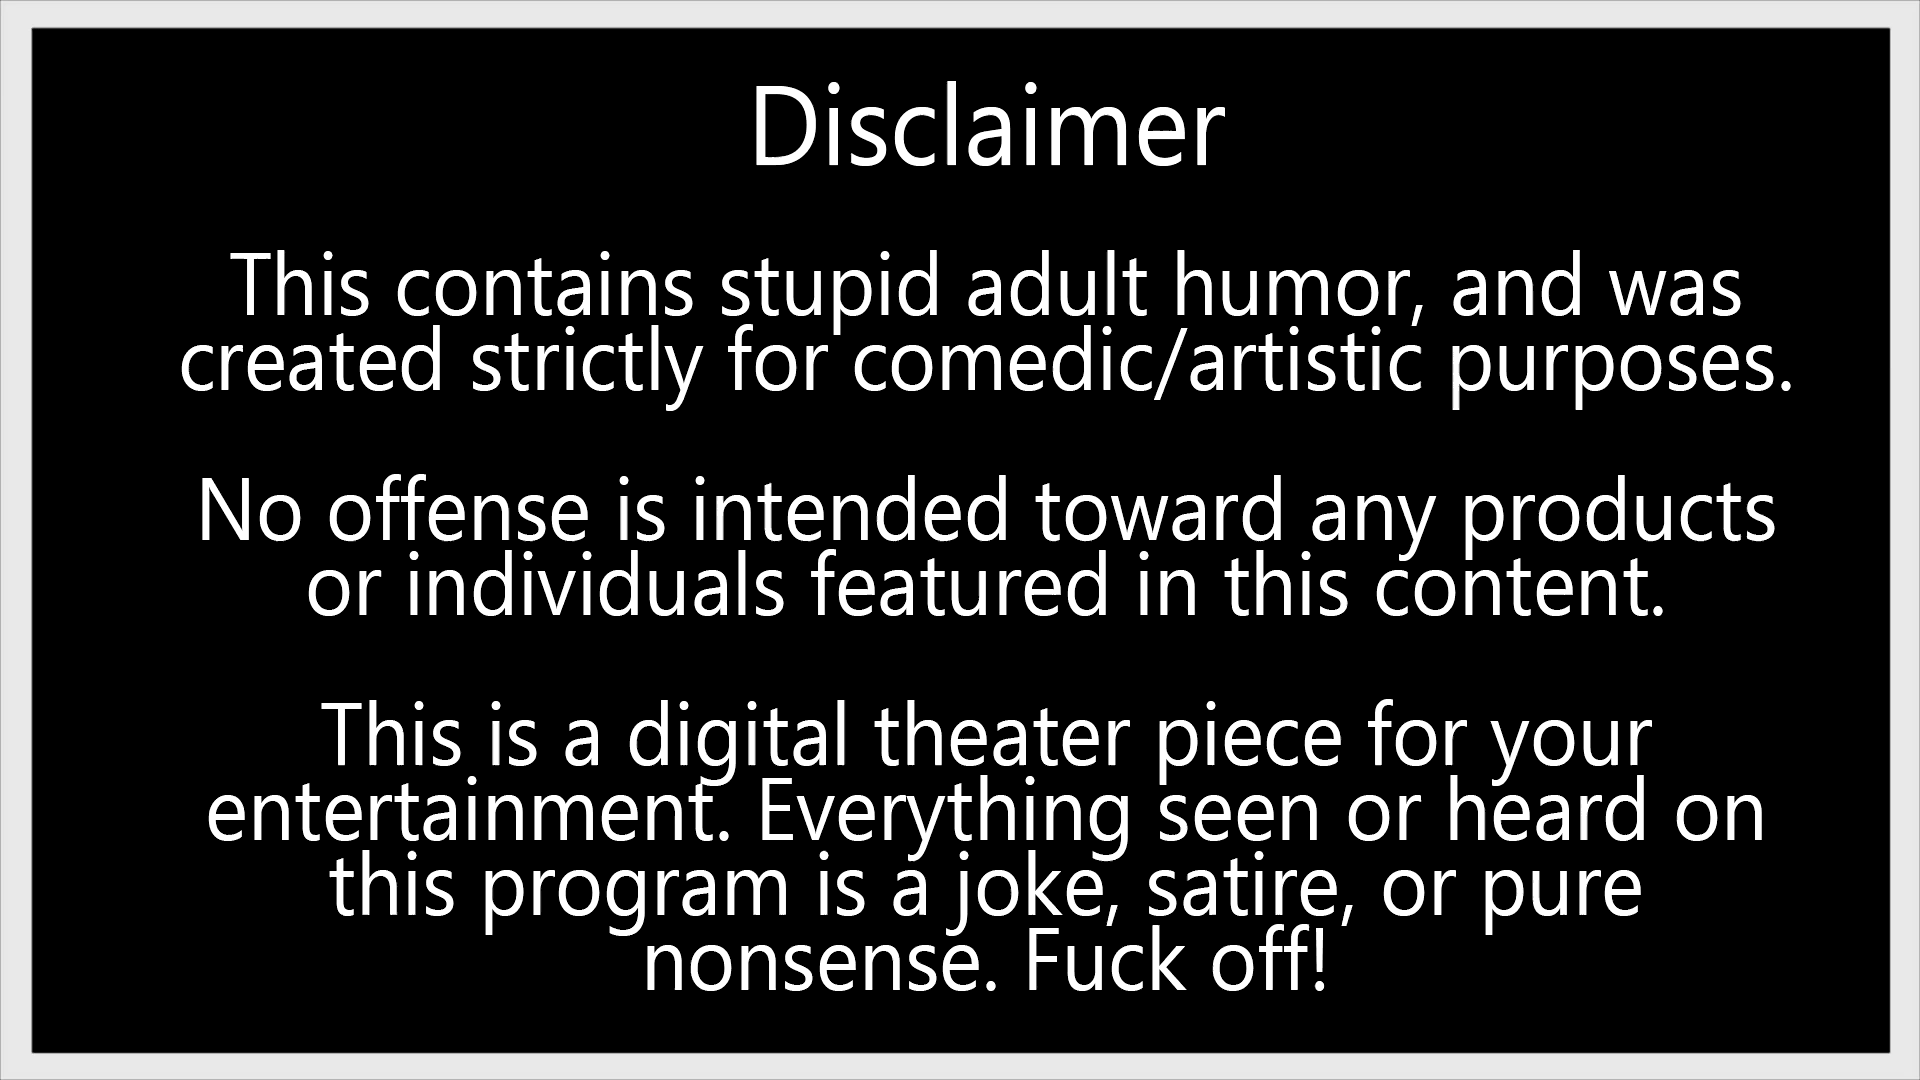 Disclaimer
This contains stupid adult humor, and was
created strictly for comedic/artistic purposes.
No offense is intended toward any products
or individuals featured in this content.
This is a digital theater piece for your
entertainment. Everything seen or heard on
this program is a joke, satire, or pure
nonsense. Fuck off!